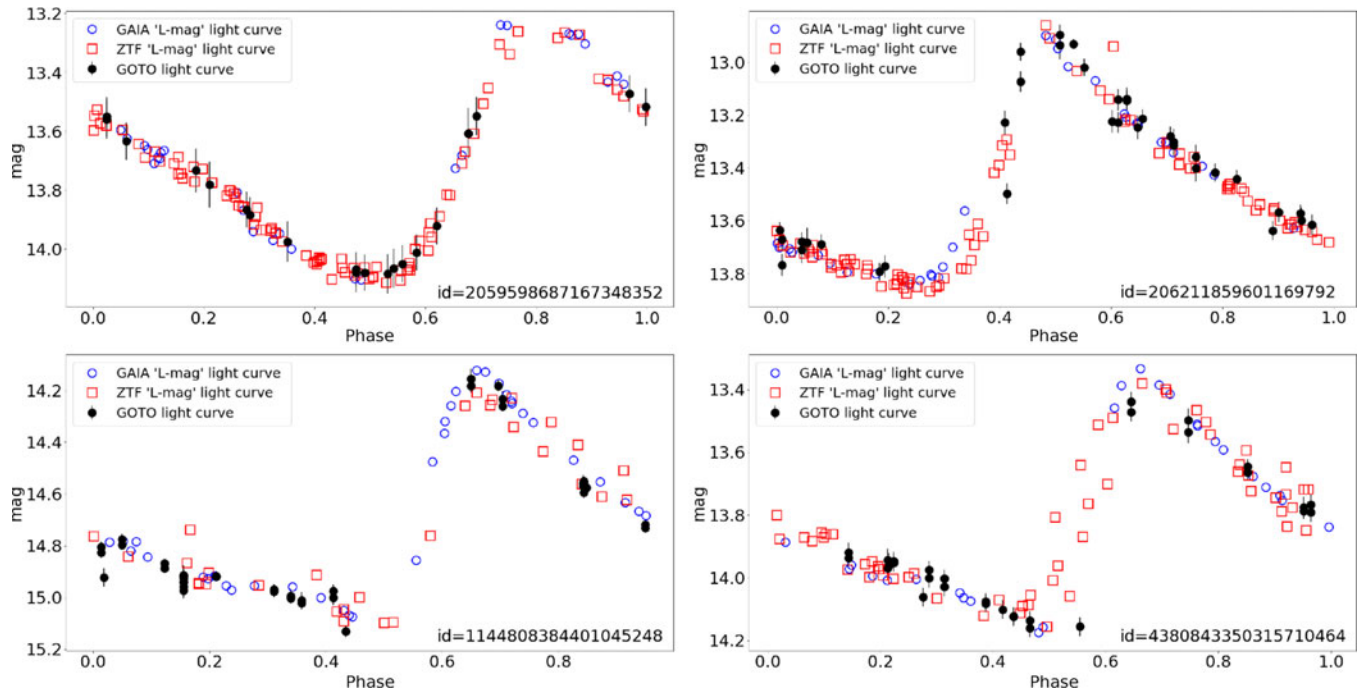 13.2
13.4
13.6
13.8
14.0
mag
GAIA 'L-mag' light curve
ZTF 'L-mag' light curve
GOTO light curve
id=2059598687167348352
0.0 0.2 0.4 0.6 0.8 1.0
Phase
13.0
13.2
13.4
13.6
13.8
mag
GAIA 'L-mag' light curve
ZTF 'L-mag' light curve
GOTO light curve
id=206211859601169792
0.0 0.2 0.4 0.6 0.8 1.0
Phase
14.2
14.4
14.6
14.8
15.0
15.2
mag
GAIA 'L-mag' light curve
ZTF 'L-mag' light curve
GOTO light curve
id=1144808384401045248
0.0 0.2 0.4 0.6 0.8
Phase
13.4
13.6
13.8
14.0
14.2
mag
GAIA 'L-mag' light curve
ZTF 'L-mag' light curve
GOTO light curve
id=4380843350315710464
0.0 0.2 0.4 0.6 0.8 1.0
Phase